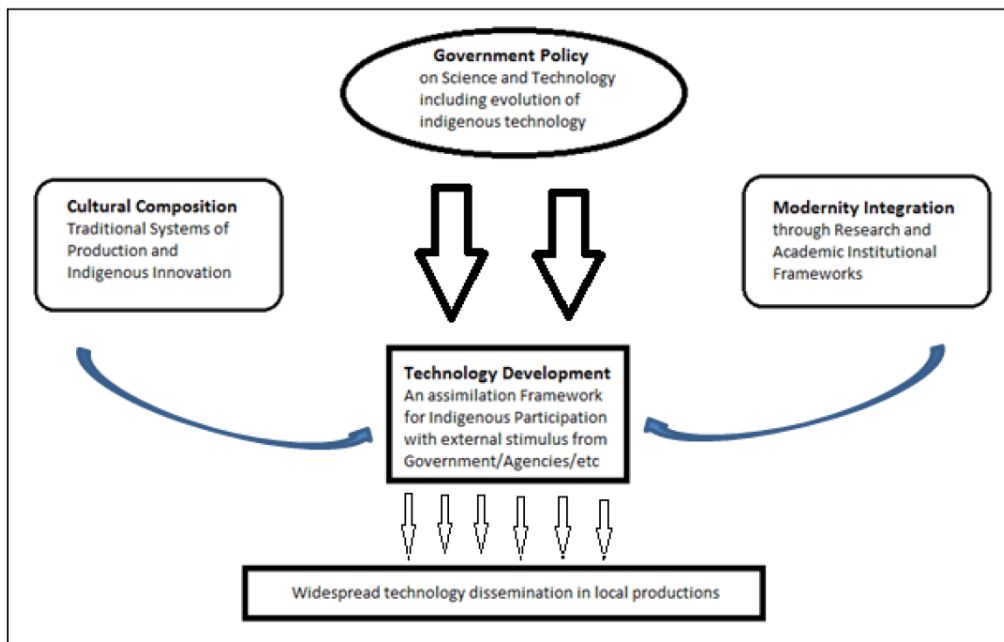 Government Policy
on Science and Technology
including evolution of
indigenous technology
Cultural Composition
Traditional Systems of
Production and
Indigenous Innovation
Modernity Integration
through Research and
Academic Institutional
Frameworks
Technology Development
An assimilation Framework
for Indigenous Participation
with external stimulus from
Government/Agencies/etc
Widespread technology dissemination in local productions